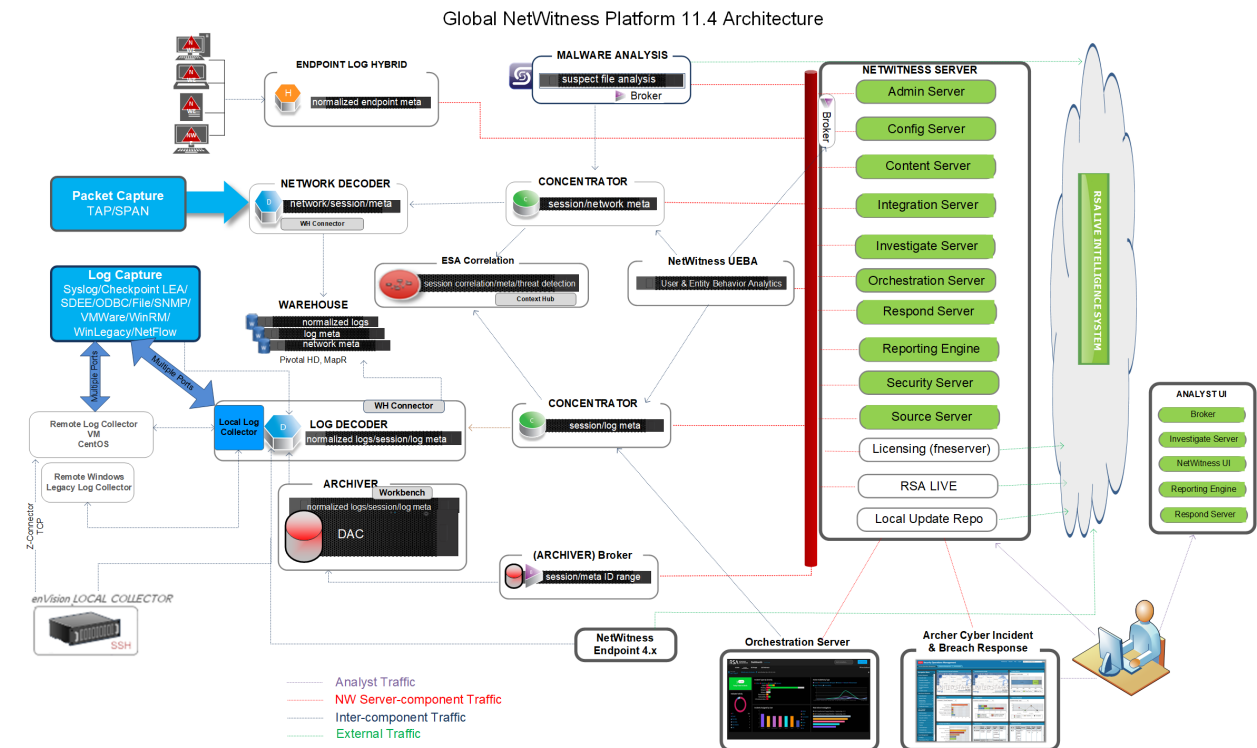 Global NetWitness Platform 11.4 Architecture
ENDPOINT LOG HYBRID
H
normalized endpoint meta
N
N
N
NW
MALWARE ANALYSIS
suspect file analysis
Broker
NETWITNESS SERVER
Broker
Admin Server
Config Server
Content Server
Integration Server
Investigate Server
Orchestration Server
Respond Server
Reporting Engine
Security Server
Source Server
Licensing (fneserver)
RSA LIVE
Local Update Repo
RSA LIVE INTELLIGENCE SYSTEM
Packet Capture
TAP/SPAN
NETWORK DECODER
D
network/session/meta
WH Connector
CONCENTRATOR
C
session/network meta
Log Capture
Syslog/Checkpoint LEA/
SDEE/ODBC/File/SNMP/
VMWare/WinRM/
WinLegacy/NetFlow
ESA Correlation
session correlation/meta/threat detection
Context Hub
NetWitness UEBA
User & Entity Behavior Analytics
WAREHOUSE
normalized logs
log meta
network meta
Pivotal HD, MapR
Multiple Ports
Multiple Ports
Remote Log Collector
VM
CentOS
Remote Windows
Legacy Log Collector
Z-Connector
TCP
WH Connector
Local Log
Collector
D
LOG DECODER
normalized logs/session/log meta
CONCENTRATOR
C
session/log meta
ARCHIVER
Workbench
normalized logs/session/log meta
DAC
(ARCHIVER) Broker
session/meta ID range
enVision LOCAL COLLECTOR
SSH
NetWitness
Endpoint 4.x
Orchestration Server
RSA
Archer Cyber Incident
& Breach Response
ANALYST UI
Broker
Investigate Server
NetWitness UI
Reporting Engine
Respond Server
Analyst Traffic
NW Server-component Traffic
Inter-component Traffic
External Traffic